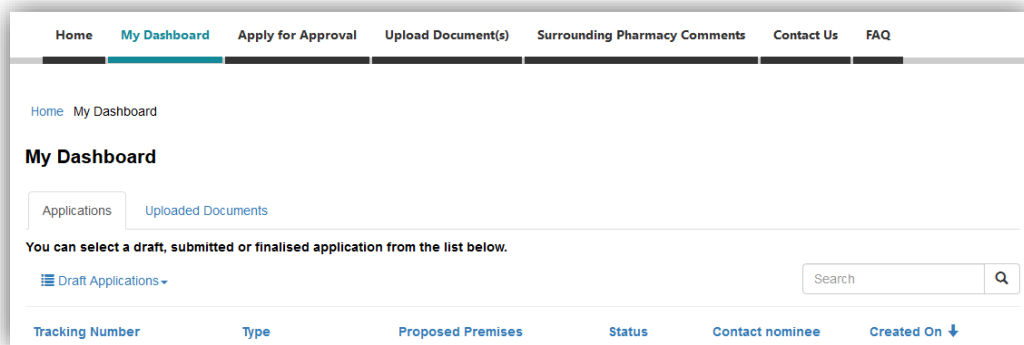 Home My Dashboard Apply for Approval Upload Document(s) Surrounding Pharmacy Comments Contact Us FAQ
Home My Dashboard
My Dashboard
Applications Uploaded Documents
You can select a draft, submitted or finalised application from the list below.
Draft Applications Search
Tracking Number Type Proposed Premises Status Contact nominee Created On